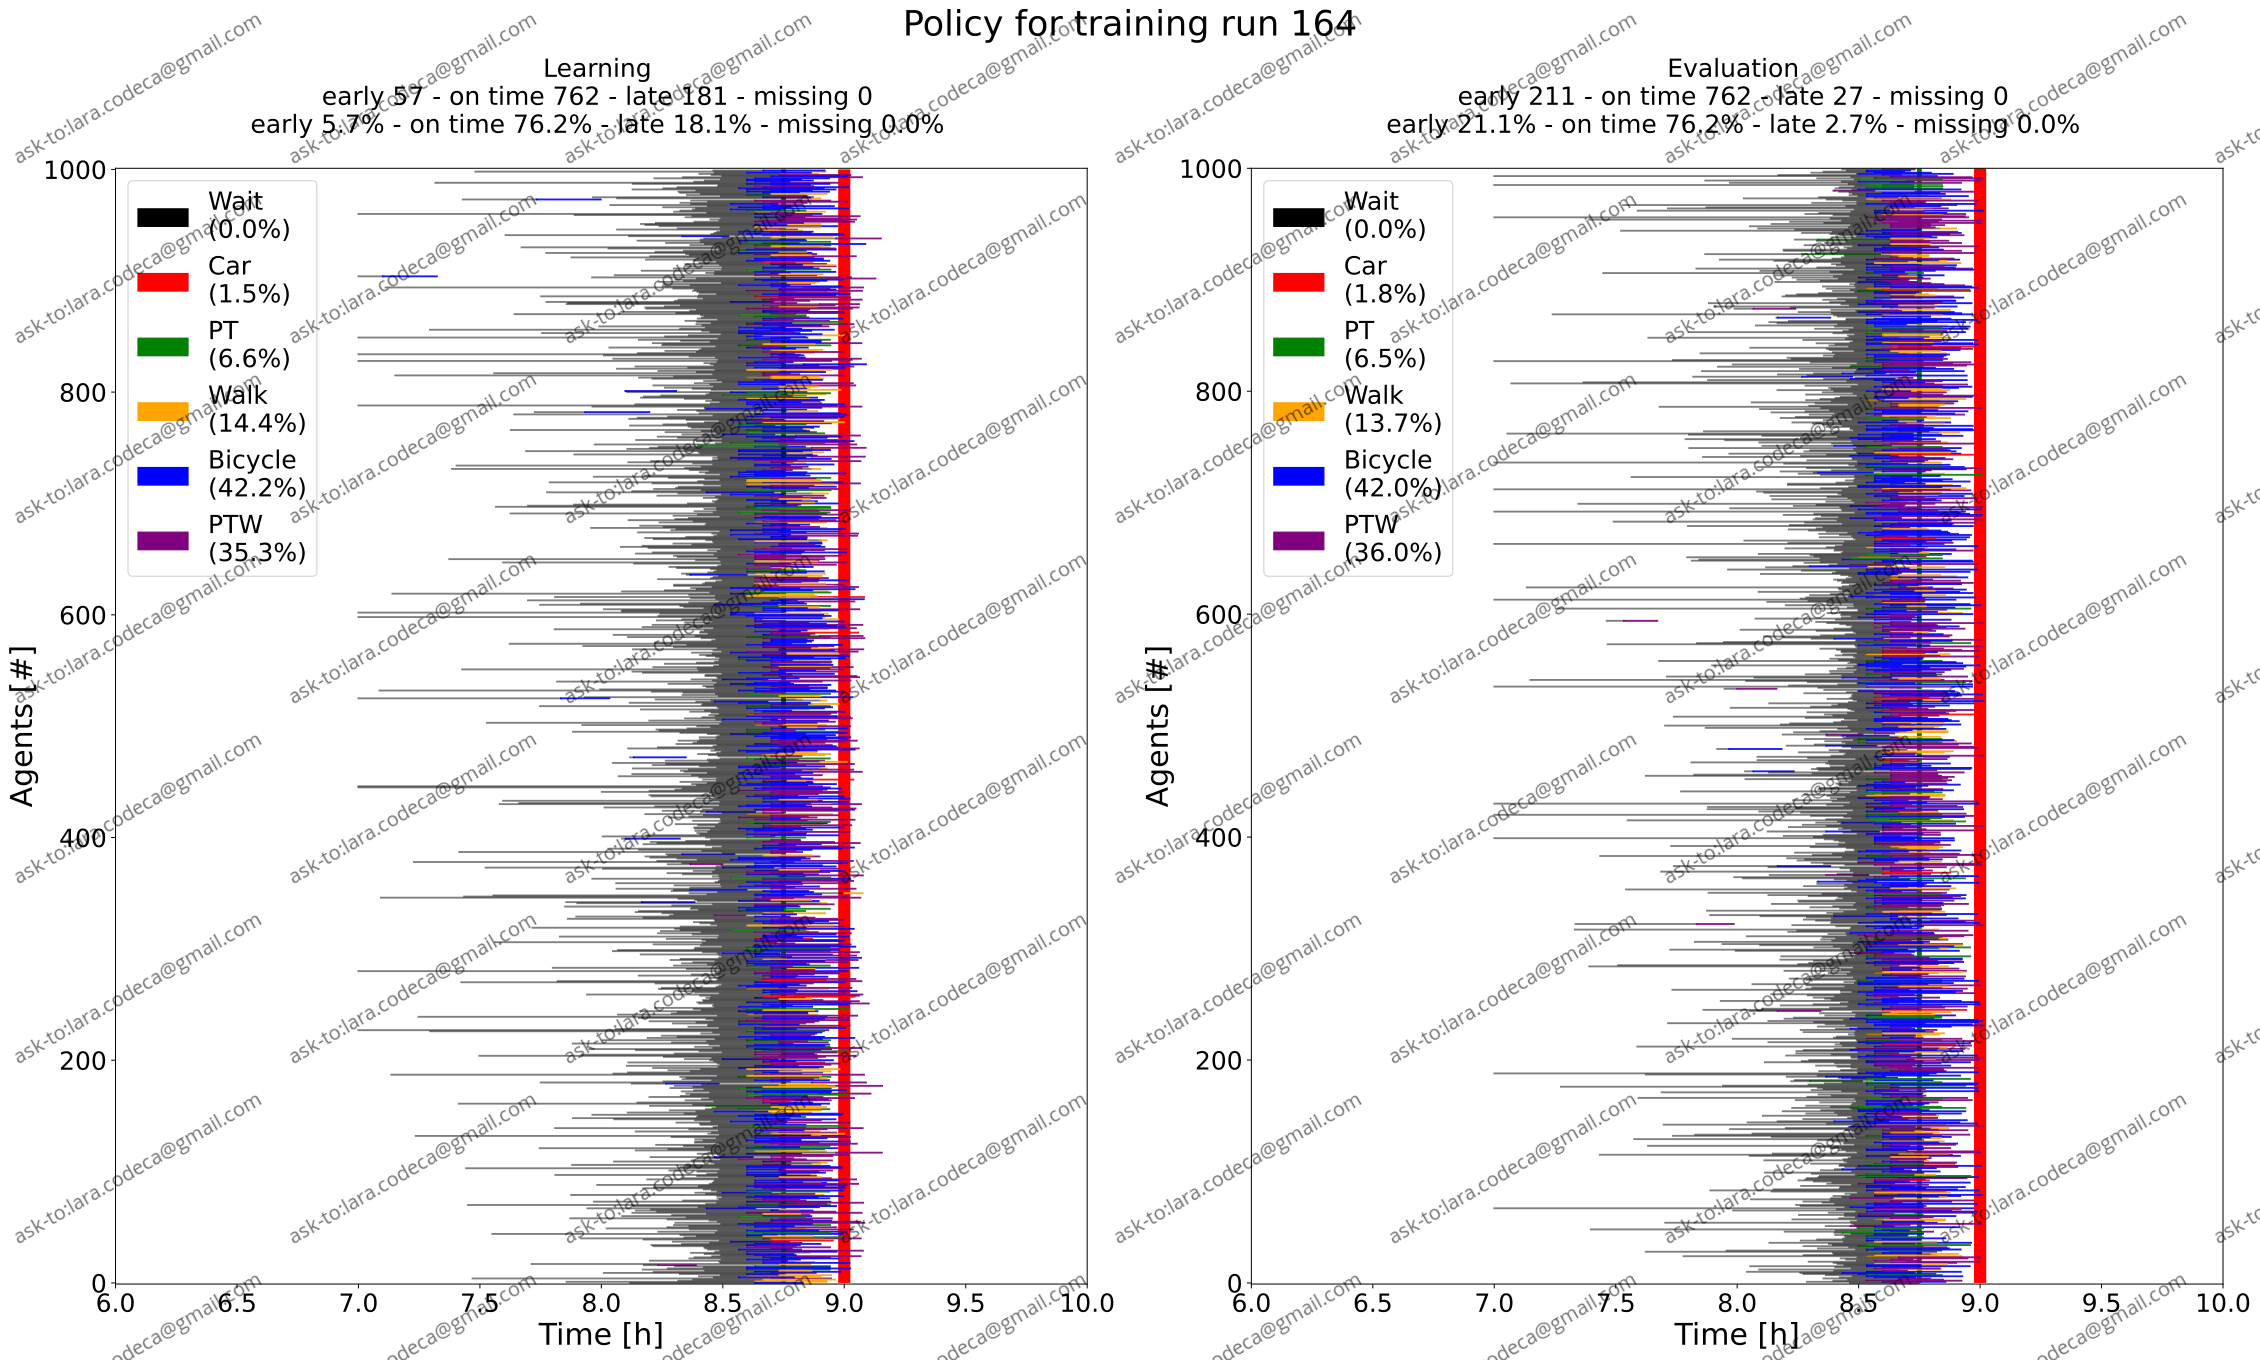 Policy for training run 164
Learning
early 57 - on time 762 - late 181 - missing 0
early 5.7% - on time 76.2% - late 18.1% - missing 0.0%
1000
800
600
400
200
0
Agents [#]
Wait
(0.0%)
Car
(1.5%)
PT
(6.6%)
Walk
(14.4%)
Bicycle
(42.2%)
PTW
(35.3%)
6.0 6.5 7.0 7.5 8.0 8.5 9.0 9.5 10.0
Time [h]
Evaluation
early 211 - on time 762 - late 27 - missing 0
early 21.1% - on time 76.2% - late 2.7% - missing 0.0%
1000
800
600
400
200
0
Agents [#]
Wait
(0.0%)
Car
(1.8%)
PT
(6.5%)
Walk
(13.7%)
Bicycle
(42.0%)
PTW
(36.0%)
6.0 6.5 7.0 7.5 8.0 8.5 9.0 9.5 10.0
Time [h]
ask-to:lara.codeca@gmail.com